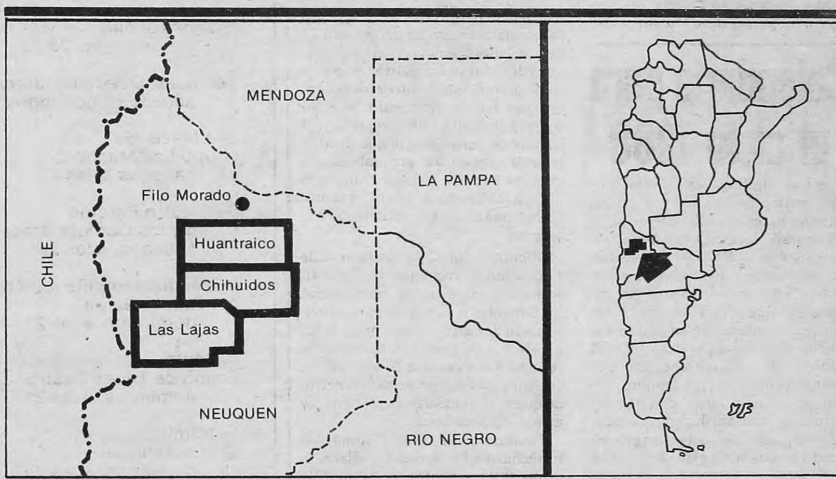 MENDOZA
LA PAMPA
Filo Morado
Huantraico
CHILE
Chihuidos
Las Lajas
NEUQUEN
RIO NEGRO